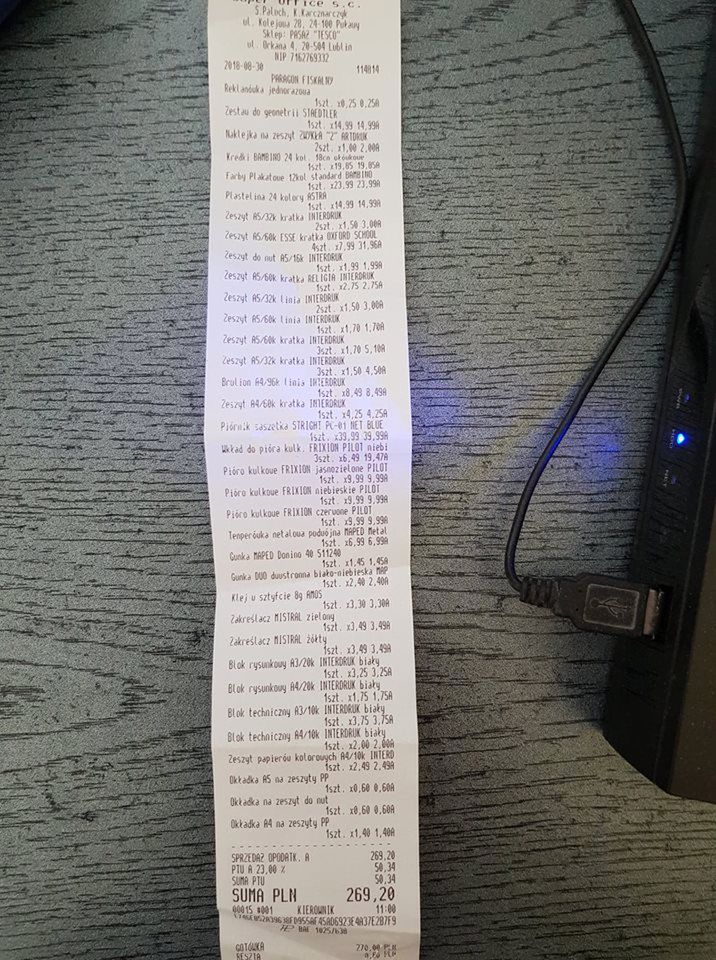 Super Office s.c.
S.Paluch, K.Karcznarczyk
ul. Kolejowa 28, 24-100 Puławy
Sklep: PASAŻ "TESCO"
ul. Orkana 4, 20-504 Lublin
NIP 7162769332
2018-08-30 114814
PARAGON FISKALNY
Reklamówka jednorazowa
1szt. x0,25 0,25A
Zestaw do geometrii STAEDTLER
1szt. x14,99 14,99A
Naklejka na zeszyt ZWYKŁA "2" ARTDRUK
2szt. x1,00 2,00A
Kredki BAMBINO 24 kol. 18cm ołówkowe
1szt. x19,85 19,85A
Farby Plakatowe 12kol standard BAMBINO
1szt. x23,99 23,99A
Plastelina 24 kolory ASTRA
1szt. x14,99 14,99A
Zeszyt A5/32k kratka INTERDRUK
2szt. x1,50 3,00A
Zeszyt A5/60k ESSE kratka OXFORD SCHOOL
4szt. x7,99 31,96A
Zeszyt do nut A5/16k INTERDRUK
1szt. x1,99 1,99A
Zeszyt A5/60k kratka RELIGIA INTERDRUK
1szt. x2,75 2,75A
Zeszyt A5/32k linia INTERDRUK
2szt. x1,50 3,00A
Zeszyt A5/60k linia INTERDRUK
1szt. x1,70 1,70A
Zeszyt A5/60k kratka INTERDRUK
3szt. x1,70 5,10A
Zeszyt A5/32k kratka INTERDRUK
3szt. x1,50 4,50A
Brulion A4/96k linia INTERDRUK
1szt. x8,49 8,49A
Zeszyt A4/60k kratka INTERDRUK
1szt. x4,25 4,25A
Piórnik saszetka STRIGHT PC-01 NET BLUE
1szt. x39,99 39,99A
Wkład do pióra kulk. FRIXION PILOT niebi
3szt. x6,49 19,47A
Pióro kulkowe FRIXION jasnozielone PILOT
1szt. x9,99 9,99A
Pióro kulkowe FRIXION niebieskie PILOT
1szt. x9,99 9,99A
Pióro kulkowe FRIXION czerwone PILOT
1szt. x9,99 9,99A
Temperówka metalowa podwójna MAPED Metal
1szt. x6,99 6,99A
Gumka MAPED Domino 40 511240
1szt. x1,45 1,45A
Gumka DUO dwustronna biało-niebieska MAP
1szt. x2,40 2,40A
Klej w sztyfcie 8g AMOS
1szt. x3,30 3,30A
Zakreślacz MISTRAL zielony
1szt. x3,49 3,49A
Zakreślacz MISTRAL żółty
1szt. x3,49 3,49A
Blok rysunkowy A3/20k INTERDRUK biały
1szt. x3,25 3,25A
Blok rysunkowy A4/20k INTERDRUK biały
1szt. x1,75 1,75A
Blok techniczny A3/10k INTERDRUK biały
1szt. x3,75 3,75A
Blok techniczny A4/10k INTERDRUK biały
1szt. x2,00 2,00A
Zeszyt papierów kolorowych A4/10k INTERD
1szt. x2,49 2,49A
Okładka A5 na zeszyty PP
1szt. x0,60 0,60A
Okładka na zeszyt do nut
1szt. x0,60 0,60A
Okładka A4 na zeszyty PP
1szt. x1,40 1,40A
SPRZEDAŻ OPODATK. A 269,20
PTU A 23,00 % 50,34
SUMA PTU 50,34
SUMA PLN 269,20
00015 #001 KIEROWNIK 11:00
BAE 1025/638
GOTÓWKA 270,00 PLN
RESZTA 0,80 PLN